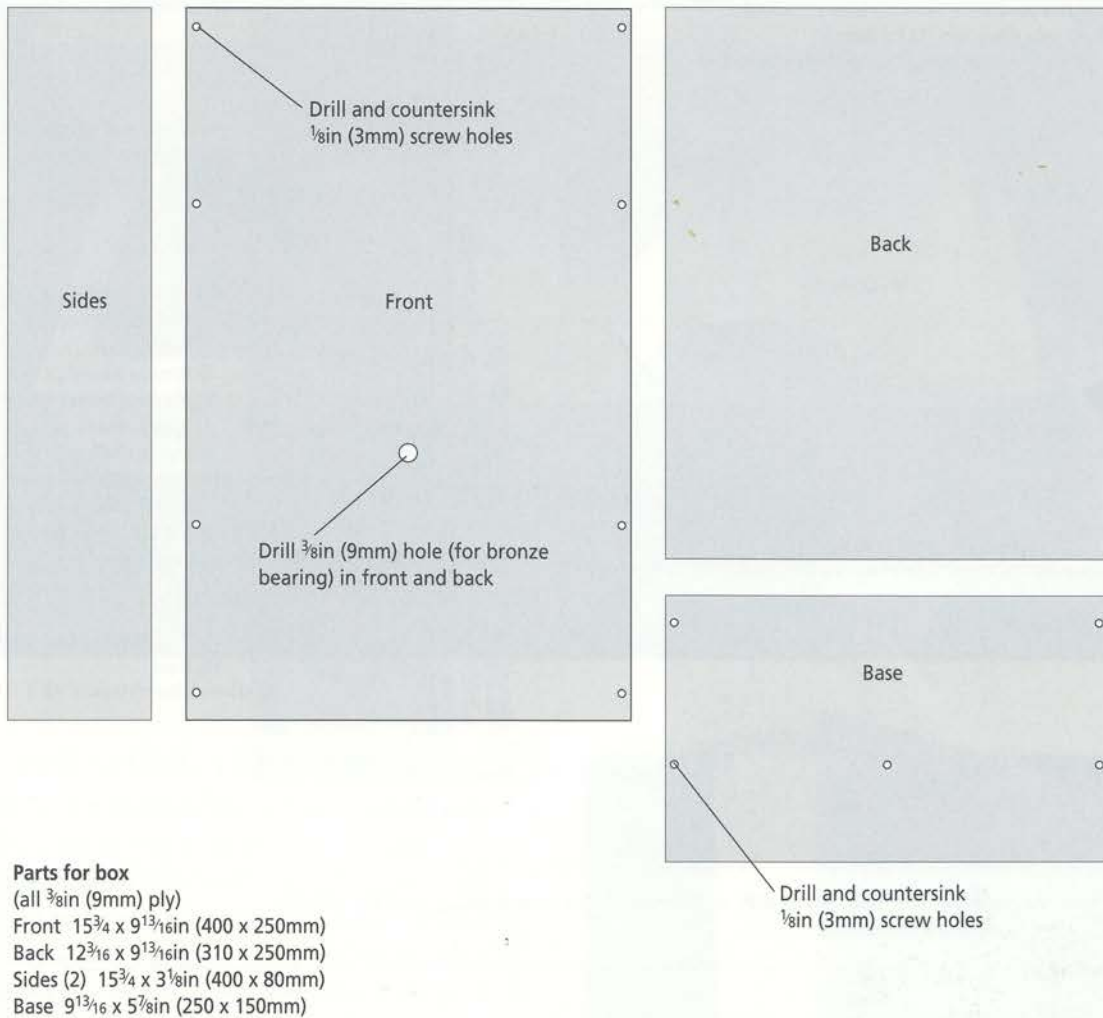 Drill and countersink
⅛in (3mm) screw holes
Sides
Front
Back
Drill ⅜in (9mm) hole (for bronze
bearing) in front and back
Base
Drill and countersink
⅛in (3mm) screw holes
Parts for box
(all ⅜in (9mm) ply)
Front 15¾ x 9¹³⁄₁₆in (400 x 250mm)
Back 12³⁄₁₆ x 9¹³⁄₁₆in (310 x 250mm)
Sides (2) 15¾ x 3⅛in (400 x 80mm)
Base 9¹³⁄₁₆ x 5⅞in (250 x 150mm)